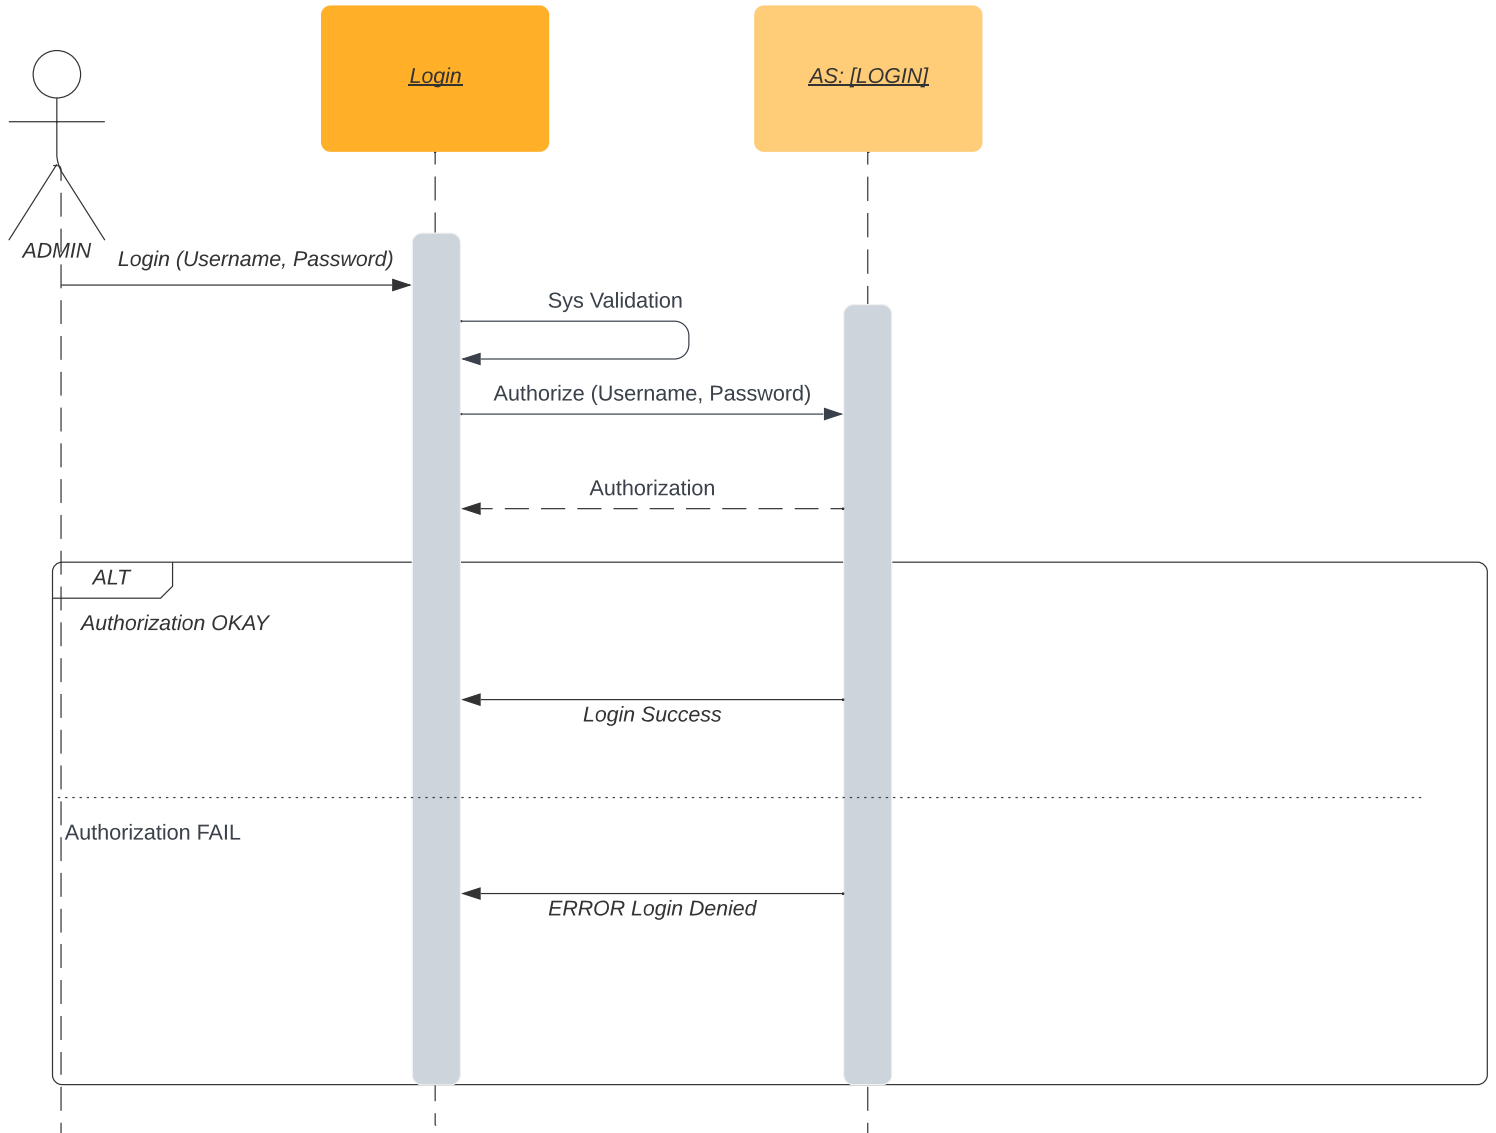 Login
AS: [LOGIN]
ADMIN
Login (Username, Password)
Sys Validation
Authorize (Username, Password)
Authorization
ALT
Authorization OKAY
Login Success
Authorization FAIL
ERROR Login Denied